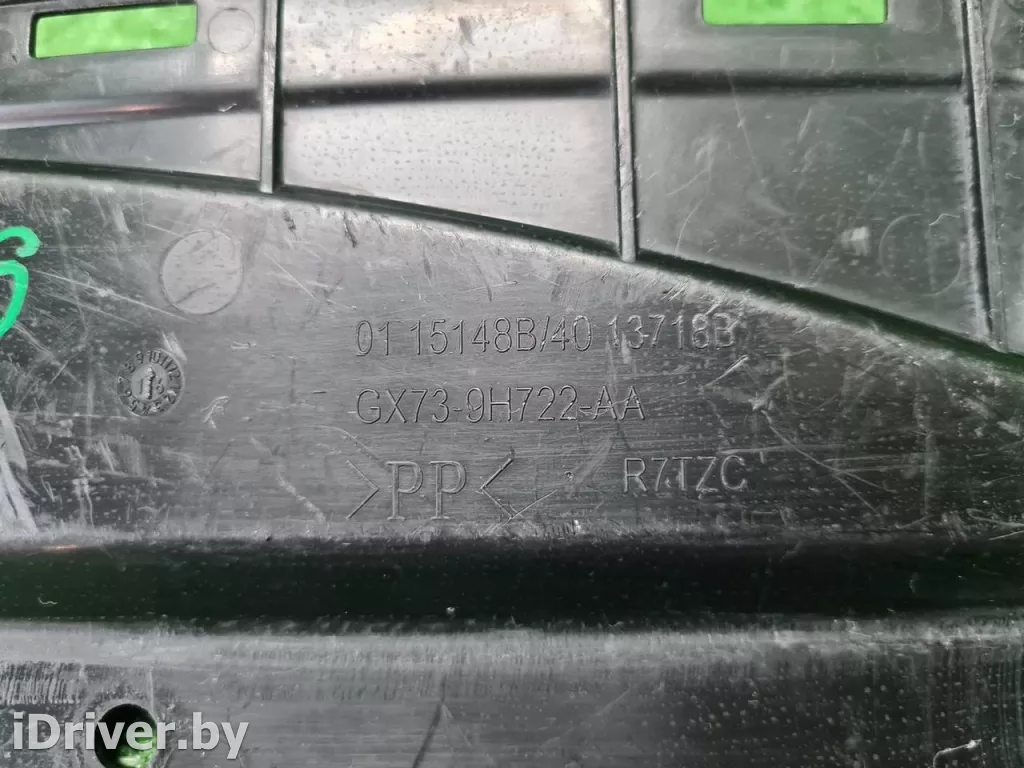 01 15148B/40 13718B
GX73-9H722-AA
>PP< R7TZC
iDriver.by